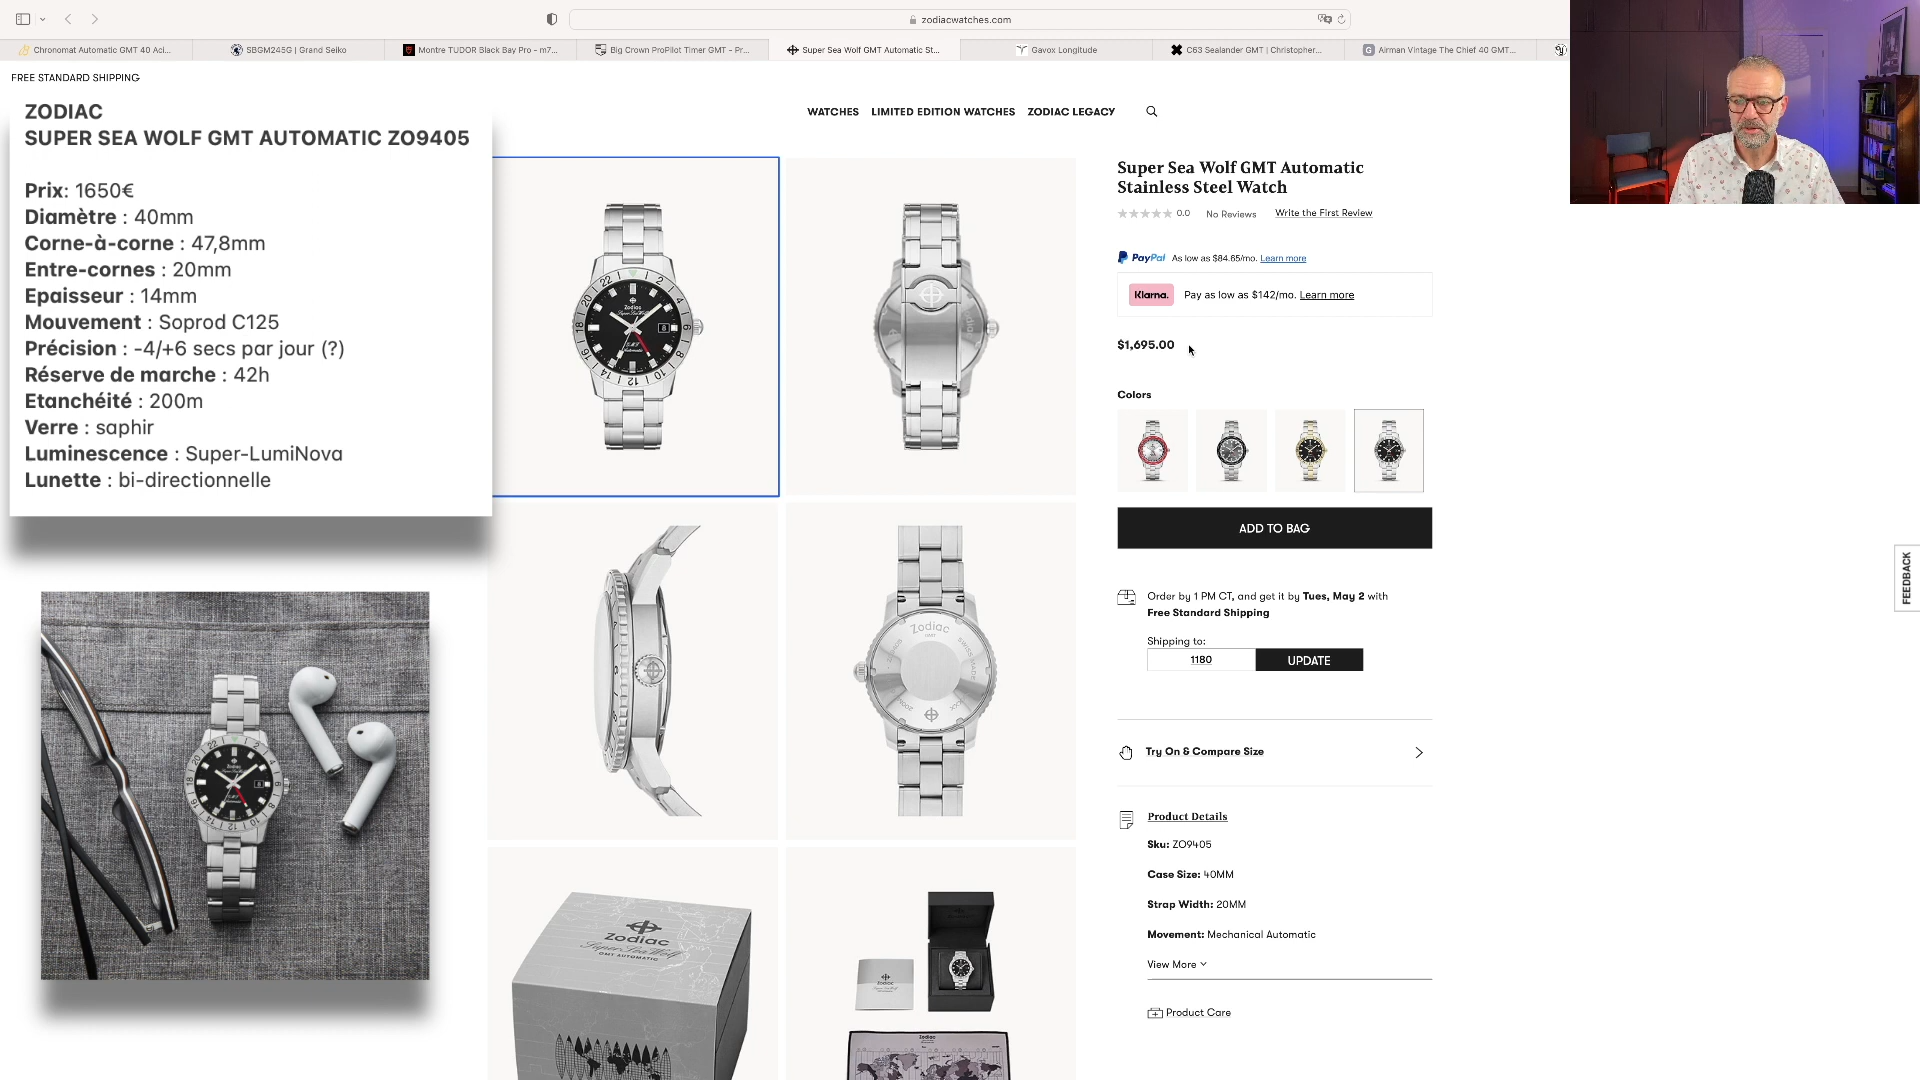 zodiacwatches.com
Chronomat Automatic GMT 40 Aci...
SBGM245G | Grand Seiko
Montre TUDOR Black Bay Pro - m7...
Big Crown ProPilot Timer GMT - Pr...
Super Sea Wolf GMT Automatic St...
Gavox Longitude
C63 Sealander GMT | Christopher...
Airman Vintage The Chief 40 GMT...
FREE STANDARD SHIPPING
WATCHES LIMITED EDITION WATCHES ZODIAC LEGACY
ZODIAC
SUPER SEA WOLF GMT AUTOMATIC ZO9405
Prix: 1650€
Diamètre : 40mm
Corne-à-corne : 47,8mm
Entre-cornes : 20mm
Epaisseur : 14mm
Mouvement : Soprod C125
Précision : -4/+6 secs par jour (?)
Réserve de marche : 42h
Etanchéité : 200m
Verre : saphir
Luminescence : Super-LumiNova
Lunette : bi-directionnelle
Zodiac
Super Sea Wolf
GMT AUTOMATIC
Super Sea Wolf GMT Automatic
Stainless Steel Watch
0.0 No Reviews Write the First Review
PayPal As low as $84.65/mo. Learn more
Klarna. Pay as low as $142/mo. Learn more
$1,695.00
Colors
ADD TO BAG
Order by 1 PM CT, and get it by Tues, May 2 with
Free Standard Shipping
Shipping to:
1180 UPDATE
Try On & Compare Size
Product Details
Sku: ZO9405
Case Size: 40MM
Strap Width: 20MM
Movement: Mechanical Automatic
View More
Product Care
FEEDBACK